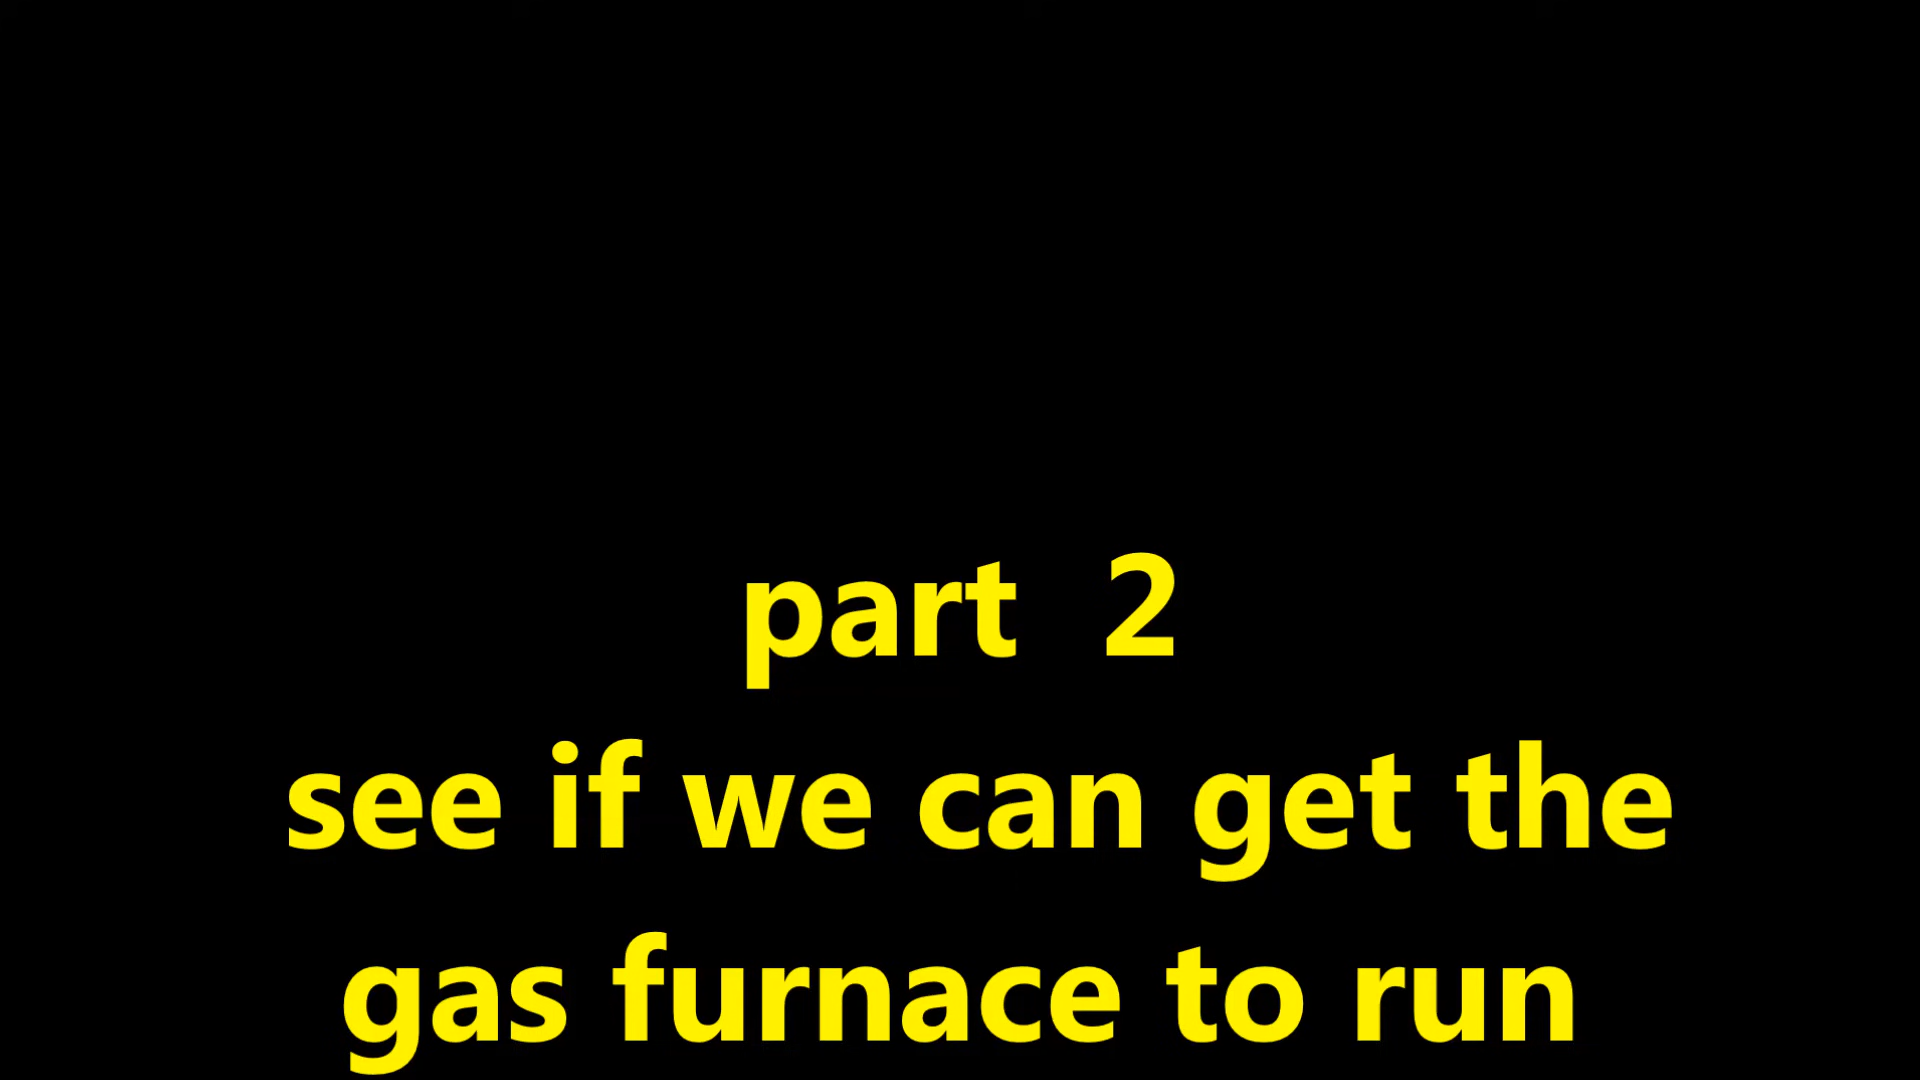 part  2
see if we can get the
gas furnace to run